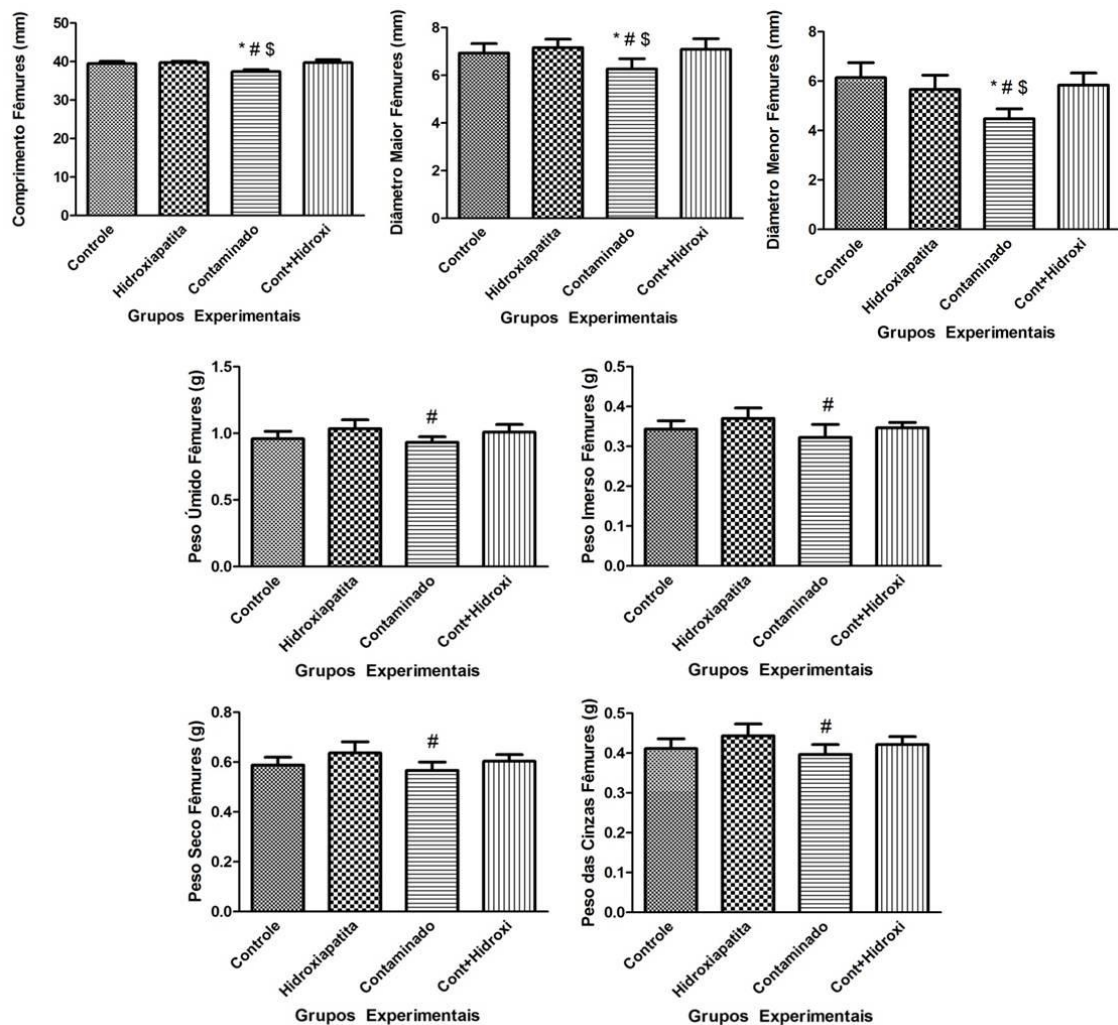 Comprimento Fêmures (mm)
50
40
30
20
10
0
* # $
Controle
Hidroxiapatita
Contaminado
Cont+Hidroxi
Grupos Experimentais
Diâmetro Maior Fêmures (mm)
8
6
4
2
0
* # $
Controle
Hidroxiapatita
Contaminado
Cont+Hidroxi
Grupos Experimentais
Diâmetro Menor Fêmures (mm)
8
6
4
2
0
* # $
Controle
Hidroxiapatita
Contaminado
Cont+Hidroxi
Grupos Experimentais
Peso Úmido Fêmures (g)
1.5
1.0
0.5
0.0
#
Controle
Hidroxiapatita
Contaminado
Cont+Hidroxi
Grupos Experimentais
Peso Imerso Fêmures (g)
0.5
0.4
0.3
0.2
0.1
0.0
#
Controle
Hidroxiapatita
Contaminado
Cont+Hidroxi
Grupos Experimentais
Peso Seco Fêmures (g)
0.8
0.6
0.4
0.2
0.0
#
Controle
Hidroxiapatita
Contaminado
Cont+Hidroxi
Grupos Experimentais
Peso das Cinzas Fêmures (g)
0.5
0.4
0.3
0.2
0.1
0.0
#
Controle
Hidroxiapatita
Contaminado
Cont+Hidroxi
Grupos Experimentais